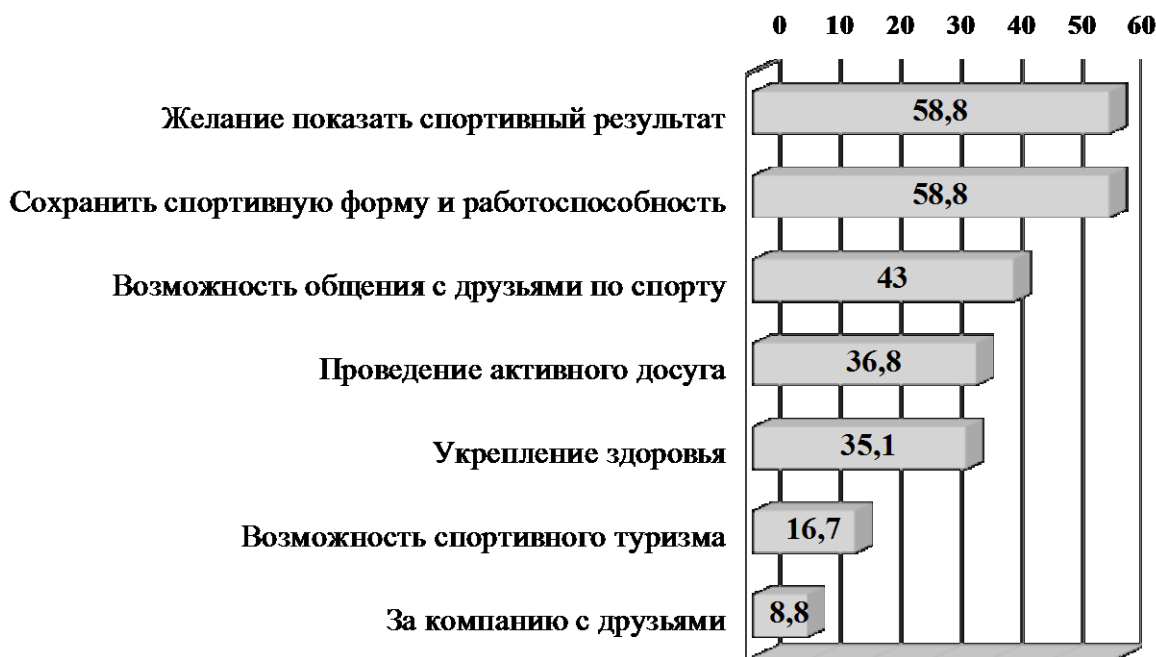 0 10 20 30 40 50 60
Желание показать спортивный результат 58,8
Сохранить спортивную форму и работоспособность 58,8
Возможность общения с друзьями по спорту 43
Проведение активного досуга 36,8
Укрепление здоровья 35,1
Возможность спортивного туризма 16,7
За компанию с друзьями 8,8